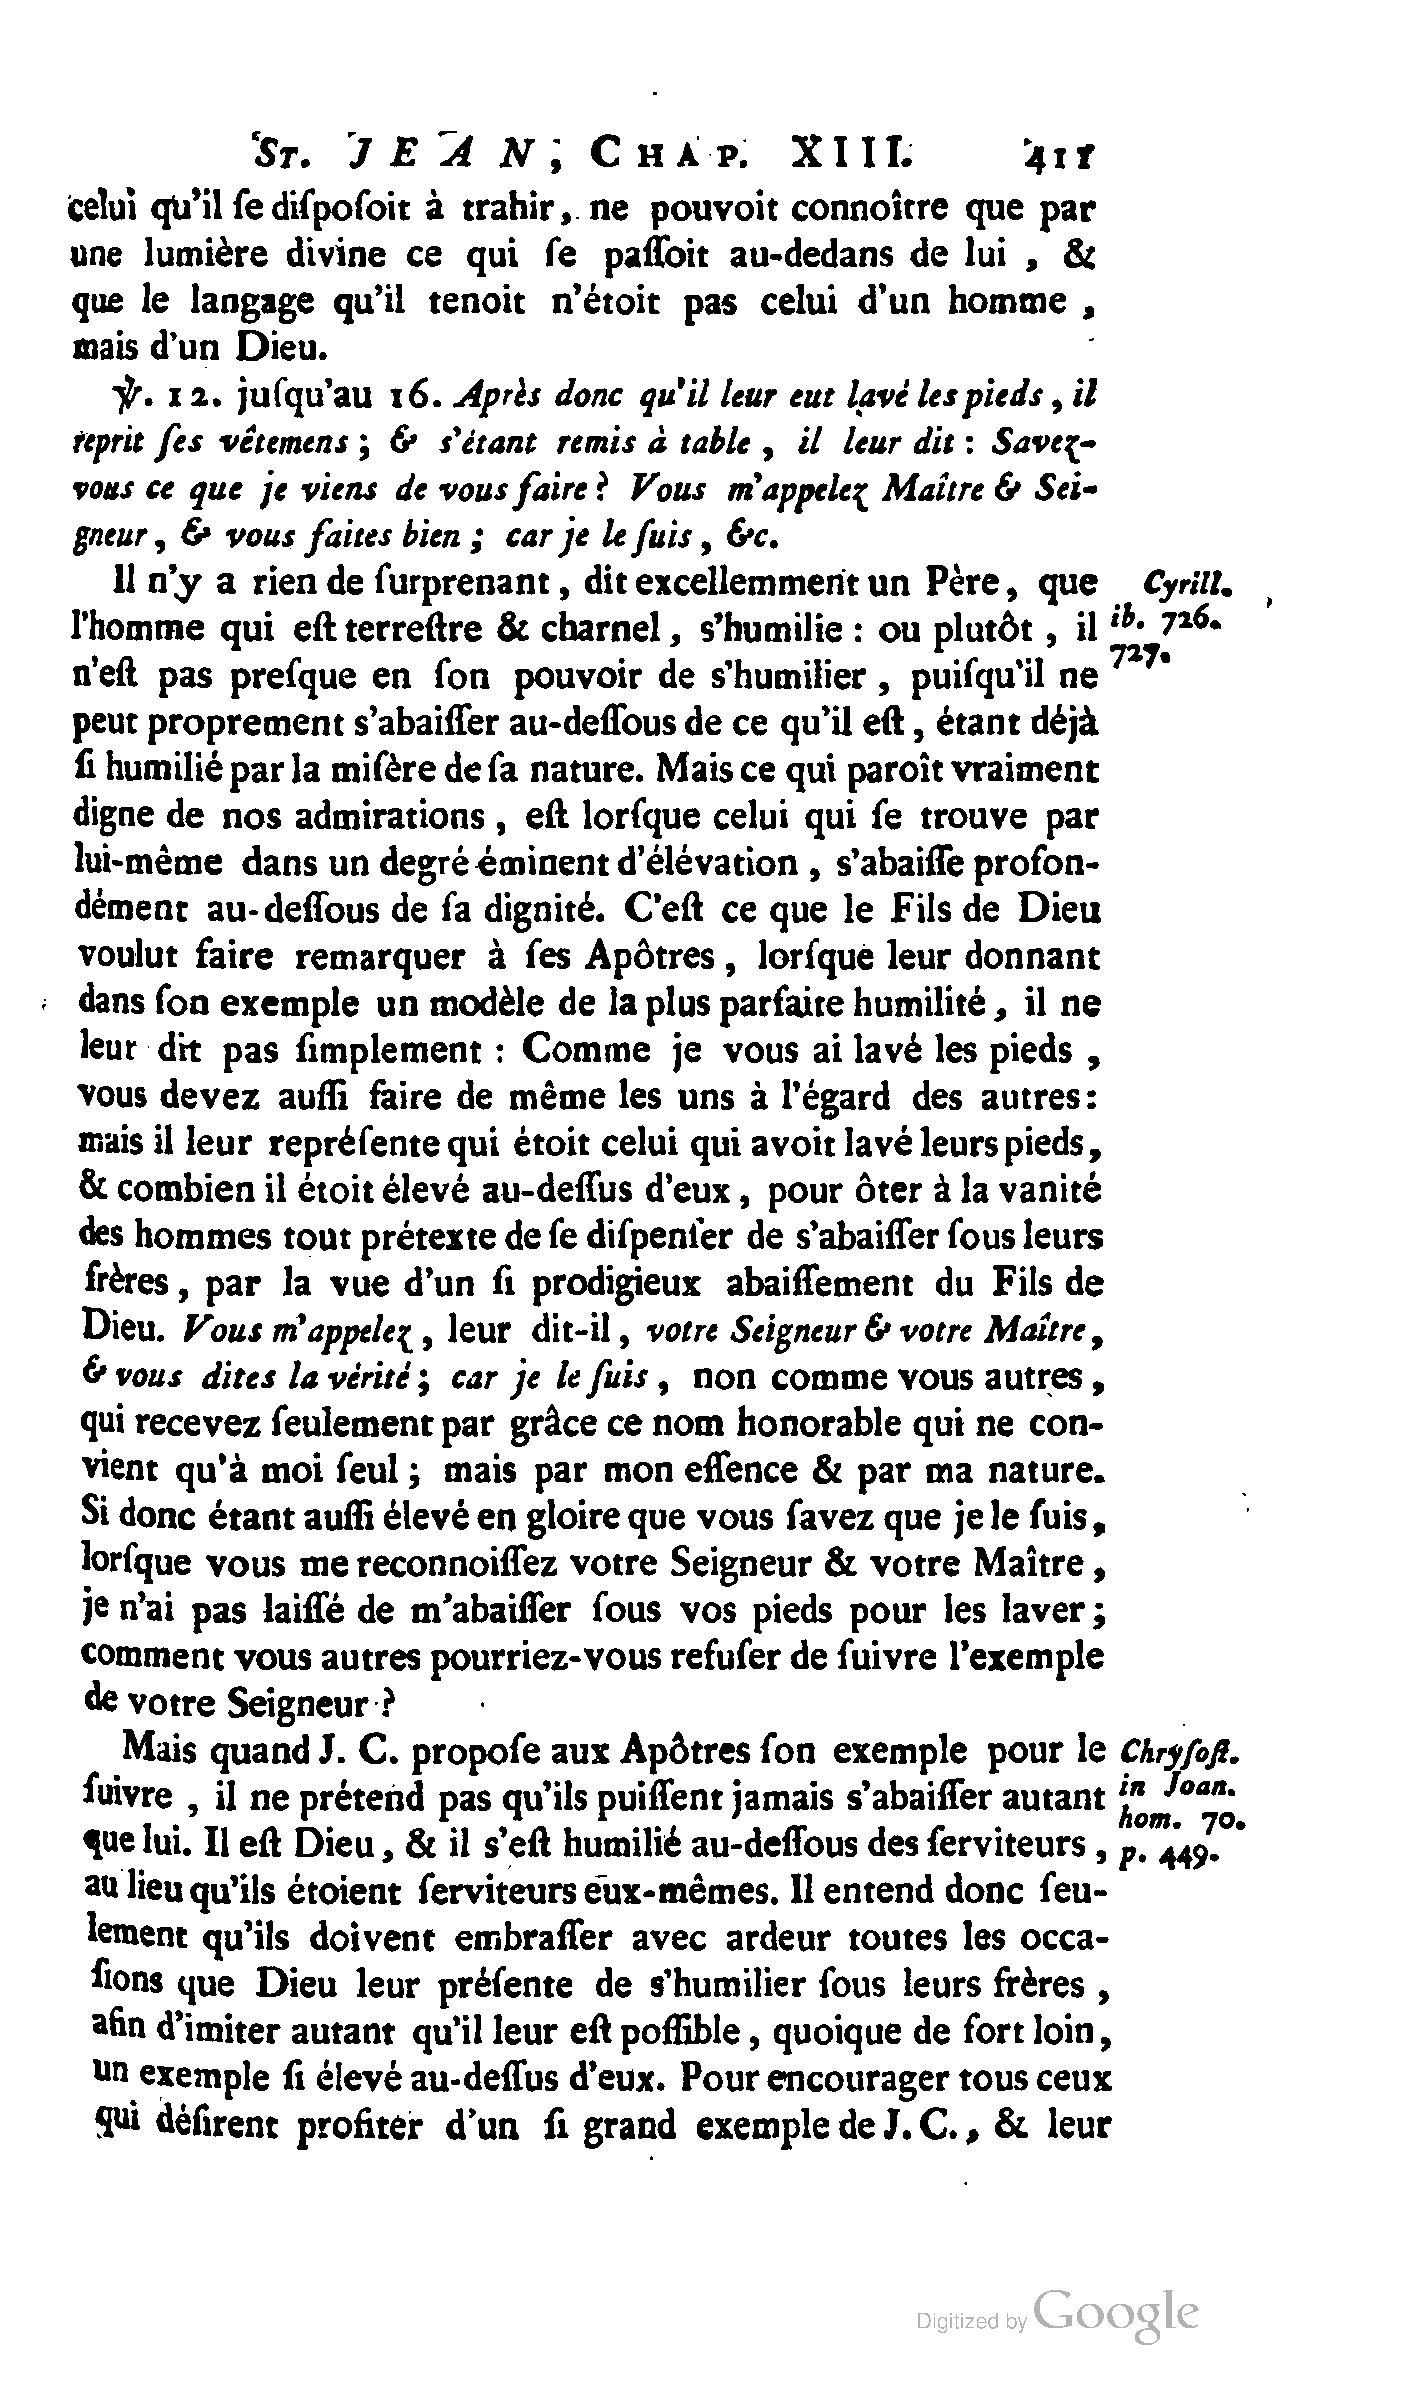 ST. JEAN, CHAP. XIII. 411
celui qu'il ſe diſpoſoit à trahir, ne pouvoit connoître que par
une lumière divine ce qui ſe paſſoit au-dedans de lui, &
que le langage qu'il tenoit n'étoit pas celui d'un homme,
mais d'un Dieu.
℣. 12. juſqu'au 16. Après donc qu'il leur eut lavé les pieds, il
reprit ſes vêtemens; & s'étant remis à table, il leur dit: Savez-
vous ce que je viens de vous faire? Vous m'appelez Maître & Sei-
gneur, & vous faites bien; car je le ſuis, &c.
Il n'y a rien de ſurprenant, dit excellemment un Père, que
Cyrill.
l'homme qui eſt terreſtre & charnel, s'humilie: ou plutôt, il
ib. 726.
n'eſt pas preſque en ſon pouvoir de s'humilier, puiſqu'il ne
727.
peut proprement s'abaiſſer au-deſſous de ce qu'il eſt, étant déjà
ſi humilié par la miſère de ſa nature. Mais ce qui paroît vraiment
digne de nos admirations, eſt lorſque celui qui ſe trouve par
lui-même dans un degré éminent d'élévation, s'abaiſſe profon-
dément au-deſſous de ſa dignité. C'eſt ce que le Fils de Dieu
voulut faire remarquer à ſes Apôtres, lorſque leur donnant
dans ſon exemple un modèle de la plus parfaite humilité, il ne
leur dit pas ſimplement: Comme je vous ai lavé les pieds,
vous devez auſſi faire de même les uns à l'égard des autres:
mais il leur repréſente qui étoit celui qui avoit lavé leurs pieds,
& combien il étoit élevé au-deſſus d'eux, pour ôter à la vanité
des hommes tout prétexte de ſe diſpenſer de s'abaiſſer ſous leurs
frères, par la vue d'un ſi prodigieux abaiſſement du Fils de
Dieu. Vous m'appelez, leur dit-il, votre Seigneur & votre Maître,
& vous dites la vérité; car je le ſuis, non comme vous autres,
qui recevez ſeulement par grâce ce nom honorable qui ne con-
vient qu'à moi ſeul; mais par mon eſſence & par ma nature.
Si donc étant auſſi élevé en gloire que vous ſavez que je le ſuis,
lorſque vous me reconnoiſſez votre Seigneur & votre Maître,
je n'ai pas laiſſé de m'abaiſſer ſous vos pieds pour les laver;
comment vous autres pourriez-vous refuſer de ſuivre l'exemple
de votre Seigneur?
Mais quand J. C. propoſe aux Apôtres ſon exemple pour le
Chryſoſt.
ſuivre, il ne prétend pas qu'ils puiſſent jamais s'abaiſſer autant
in Joan.
hom. 70.
que lui. Il eſt Dieu, & il s'eſt humilié au-deſſous des ſerviteurs,
p. 449.
au lieu qu'ils étoient ſerviteurs eux-mêmes. Il entend donc ſeu-
lement qu'ils doivent embraſſer avec ardeur toutes les occa-
ſions que Dieu leur préſente de s'humilier ſous leurs frères,
afin d'imiter autant qu'il leur eſt poſſible, quoique de fort loin,
un exemple ſi élevé au-deſſus d'eux. Pour encourager tous ceux
qui déſirent profiter d'un ſi grand exemple de J. C., & leur
Digitized by Google